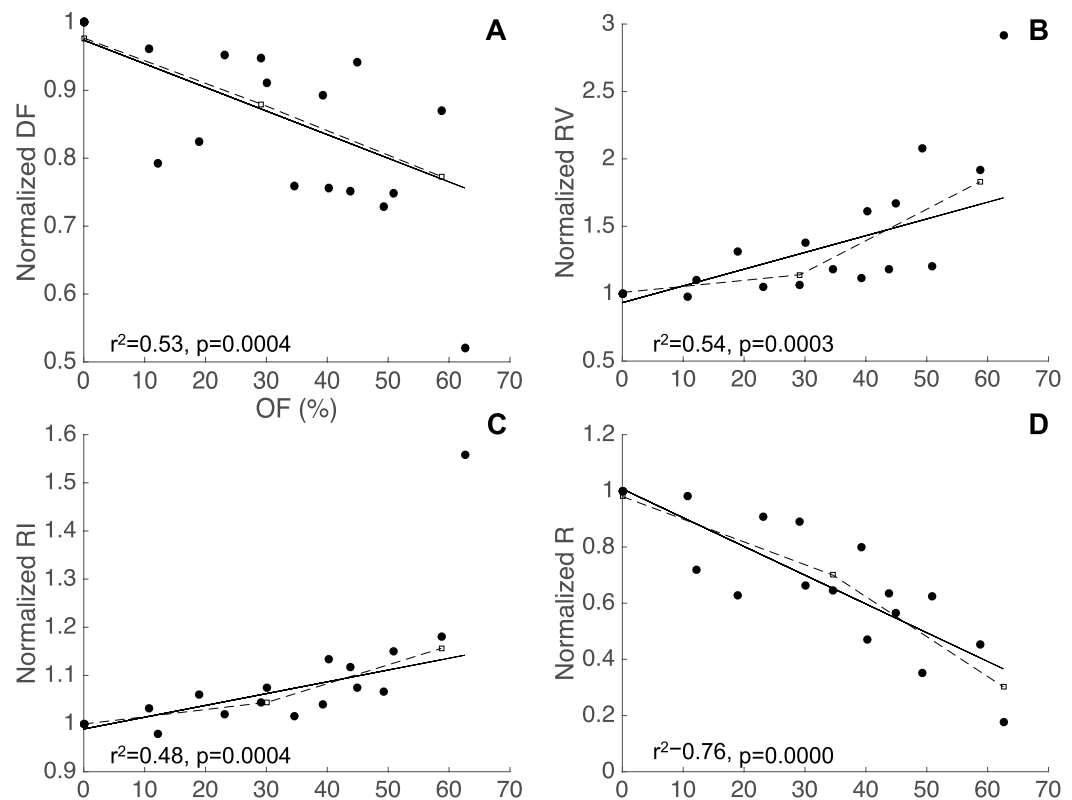 A
Normalized DF
1
0.9
0.8
0.7
0.6
0.5
r²=0.53, p=0.0004
0 10 20 30 40 50 60 70
OF (%)
B
Normalized RV
3
2.5
2
1.5
1
0.5
r²=0.54, p=0.0003
0 10 20 30 40 50 60 70
C
Normalized RI
1.6
1.5
1.4
1.3
1.2
1.1
1
0.9
r²=0.48, p=0.0004
0 10 20 30 40 50 60 70
D
Normalized R
1.2
1
0.8
0.6
0.4
0.2
0
r²−0.76, p=0.0000
0 10 20 30 40 50 60 70